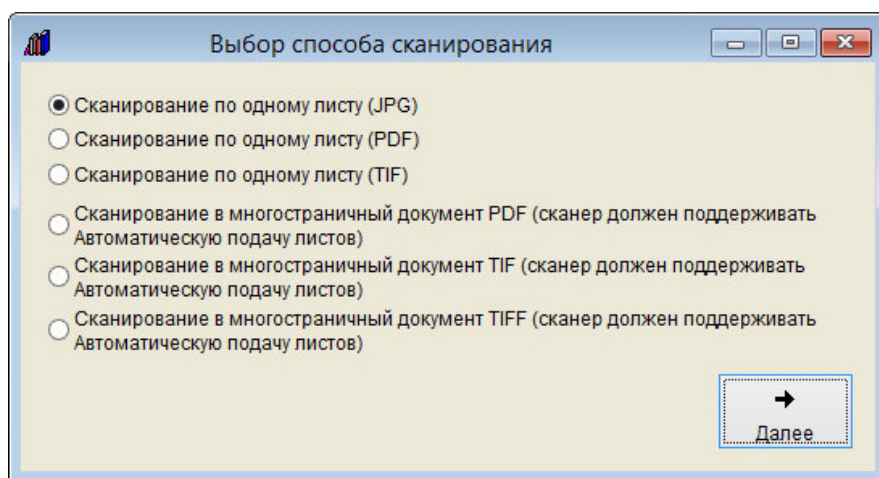 Выбор способа сканирования
Сканирование по одному листу (JPG)
Сканирование по одному листу (PDF)
Сканирование по одному листу (TIF)
Сканирование в многостраничный документ PDF (сканер должен поддерживать
Автоматическую подачу листов)
Сканирование в многостраничный документ TIF (сканер должен поддерживать
Автоматическую подачу листов)
Сканирование в многостраничный документ TIFF (сканер должен поддерживать
Автоматическую подачу листов)
Далее